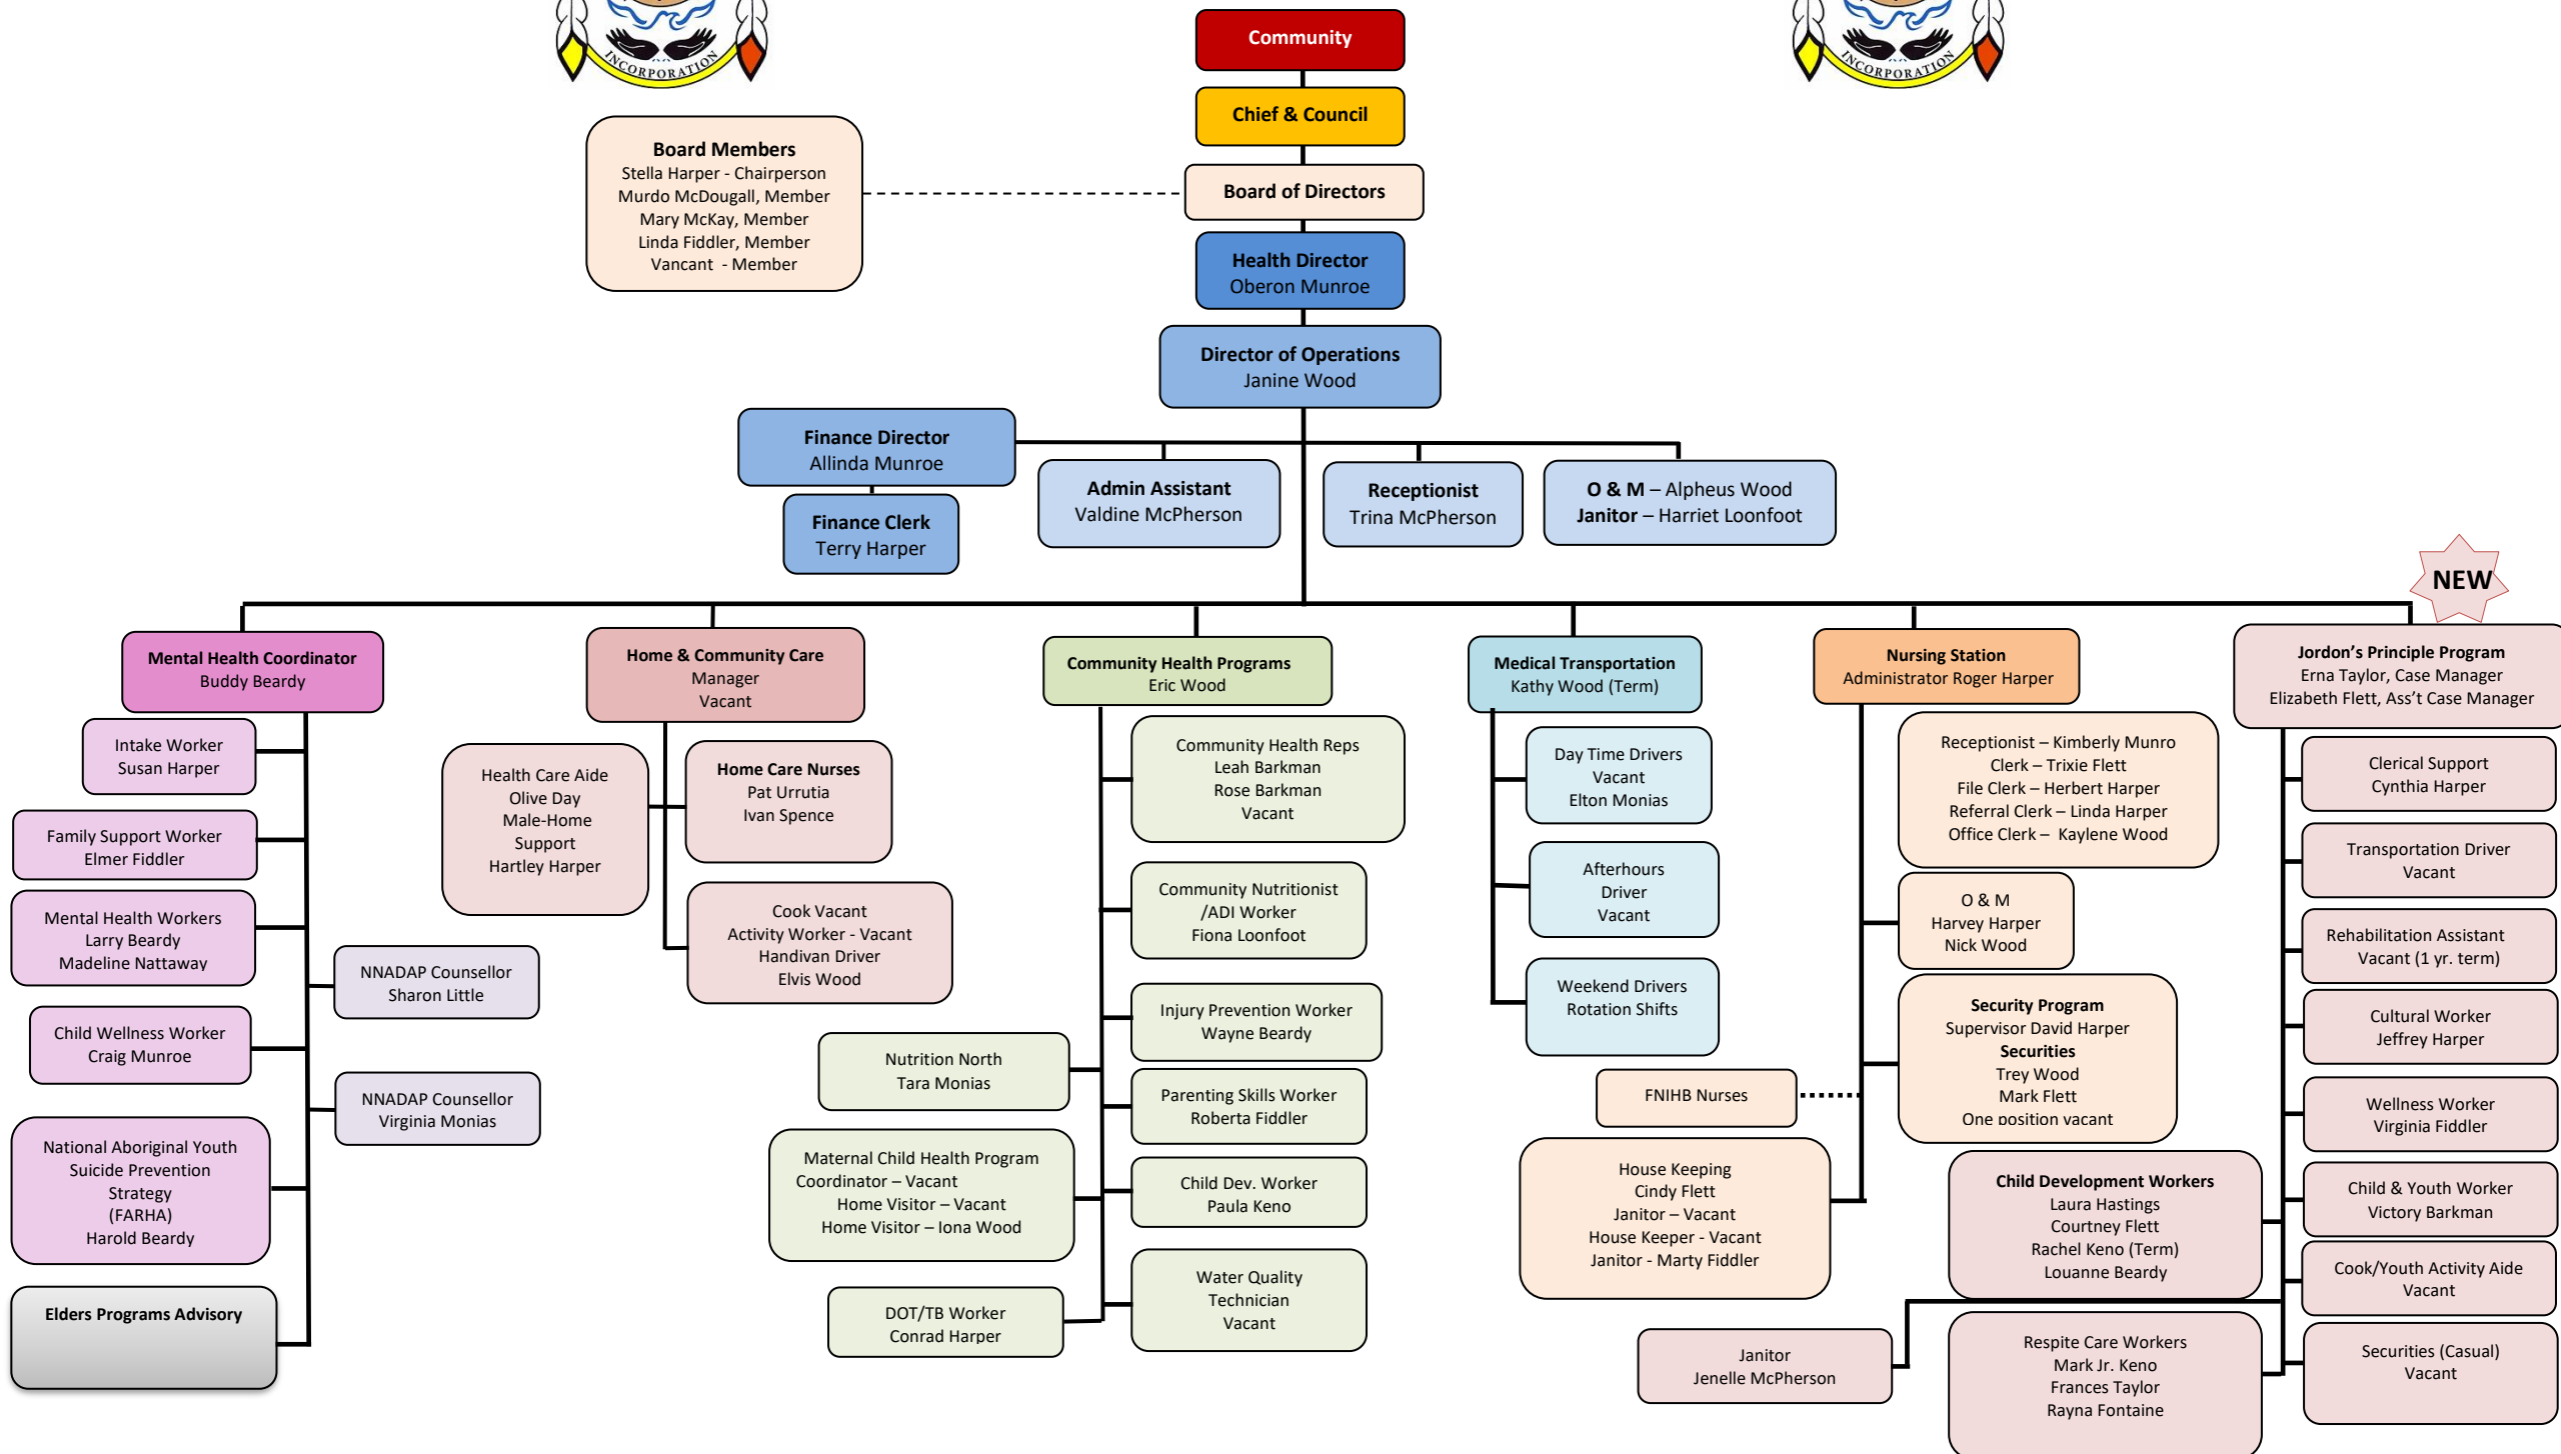 INCORPORATION
INCORPORATION
Community
Chief & Council
Board Members
Stella Harper - Chairperson
Murdo McDougall, Member
Mary McKay, Member
Linda Fiddler, Member
Vancant - Member
Board of Directors
Health Director
Oberon Munroe
Director of Operations
Janine Wood
Finance Director
Allinda Munroe
Finance Clerk
Terry Harper
Admin Assistant
Valdine McPherson
Receptionist
Trina McPherson
O & M – Alpheus Wood
Janitor – Harriet Loonfoot
NEW
Mental Health Coordinator
Buddy Beardy
Intake Worker
Susan Harper
Family Support Worker
Elmer Fiddler
Mental Health Workers
Larry Beardy
Madeline Nattaway
NNADAP Counsellor
Sharon Little
Child Wellness Worker
Craig Munroe
NNADAP Counsellor
Virginia Monias
National Aboriginal Youth
Suicide Prevention
Strategy
(FARHA)
Harold Beardy
Elders Programs Advisory
Home & Community Care
Manager
Vacant
Health Care Aide
Olive Day
Male-Home
Support
Hartley Harper
Home Care Nurses
Pat Urrutia
Ivan Spence
Cook Vacant
Activity Worker - Vacant
Handivan Driver
Elvis Wood
Community Health Programs
Eric Wood
Community Health Reps
Leah Barkman
Rose Barkman
Vacant
Community Nutritionist
/ADI Worker
Fiona Loonfoot
Injury Prevention Worker
Wayne Beardy
Nutrition North
Tara Monias
Parenting Skills Worker
Roberta Fiddler
Maternal Child Health Program
Coordinator – Vacant
Home Visitor – Vacant
Home Visitor – Iona Wood
Child Dev. Worker
Paula Keno
DOT/TB Worker
Conrad Harper
Water Quality
Technician
Vacant
Medical Transportation
Kathy Wood (Term)
Day Time Drivers
Vacant
Elton Monias
Afterhours
Driver
Vacant
Weekend Drivers
Rotation Shifts
Nursing Station
Administrator Roger Harper
Receptionist – Kimberly Munro
Clerk – Trixie Flett
File Clerk – Herbert Harper
Referral Clerk – Linda Harper
Office Clerk – Kaylene Wood
O & M
Harvey Harper
Nick Wood
Security Program
Supervisor David Harper
Securities
Trey Wood
Mark Flett
One position vacant
FNIHB Nurses
House Keeping
Cindy Flett
Janitor – Vacant
House Keeper - Vacant
Janitor - Marty Fiddler
Jordon’s Principle Program
Erna Taylor, Case Manager
Elizabeth Flett, Ass’t Case Manager
Clerical Support
Cynthia Harper
Transportation Driver
Vacant
Rehabilitation Assistant
Vacant (1 yr. term)
Cultural Worker
Jeffrey Harper
Wellness Worker
Virginia Fiddler
Child Development Workers
Laura Hastings
Courtney Flett
Rachel Keno (Term)
Louanne Beardy
Child & Youth Worker
Victory Barkman
Cook/Youth Activity Aide
Vacant
Janitor
Jenelle McPherson
Respite Care Workers
Mark Jr. Keno
Frances Taylor
Rayna Fontaine
Securities (Casual)
Vacant